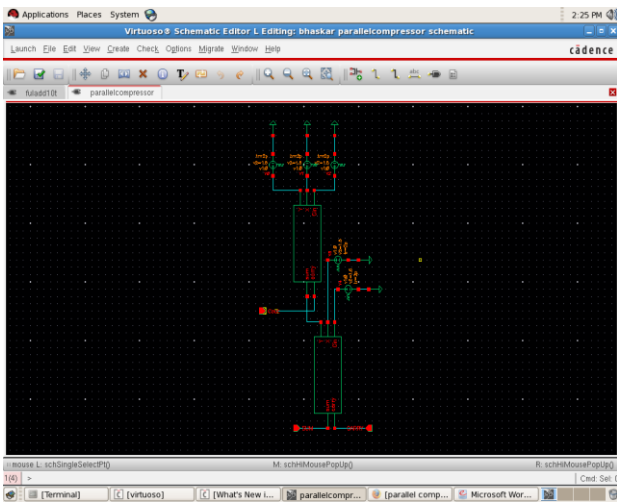 Applications Places System 2:25 PM
Virtuoso® Schematic Editor L Editing: bhaskar parallelcompressor schematic
Launch File Edit View Create Check Options Migrate Window Help cādence
fuladd10t parallelcompressor
sum
sum
mouse L: schSingleSelectPt() M: schHiMousePopUp() R: schHiMousePopUp()
1(4) > Cmd: Sel: 0
[Terminal] [virtuoso] [What's New i... parallelcompr... [parallel comp... Microsoft Wor...